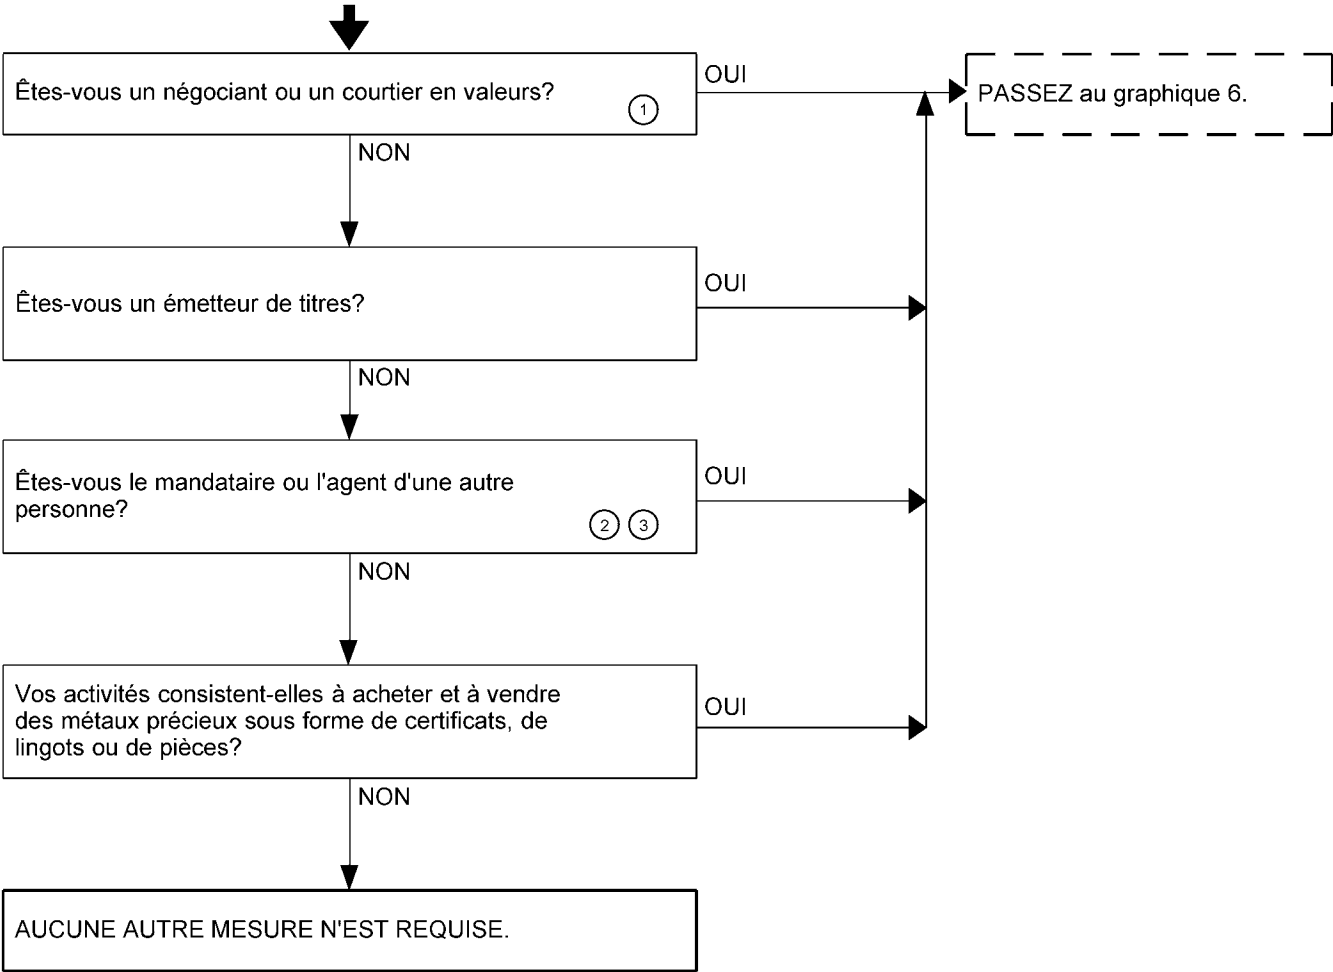 Êtes-vous un négociant ou un courtier en valeurs?
1
OUI
PASSEZ au graphique 6.
NON
Êtes-vous un émetteur de titres?
OUI
NON
Êtes-vous le mandataire ou l'agent d'une autre
personne?
2 3
OUI
NON
Vos activités consistent-elles à acheter et à vendre
des métaux précieux sous forme de certificats, de
lingots ou de pièces?
OUI
NON
AUCUNE AUTRE MESURE N'EST REQUISE.